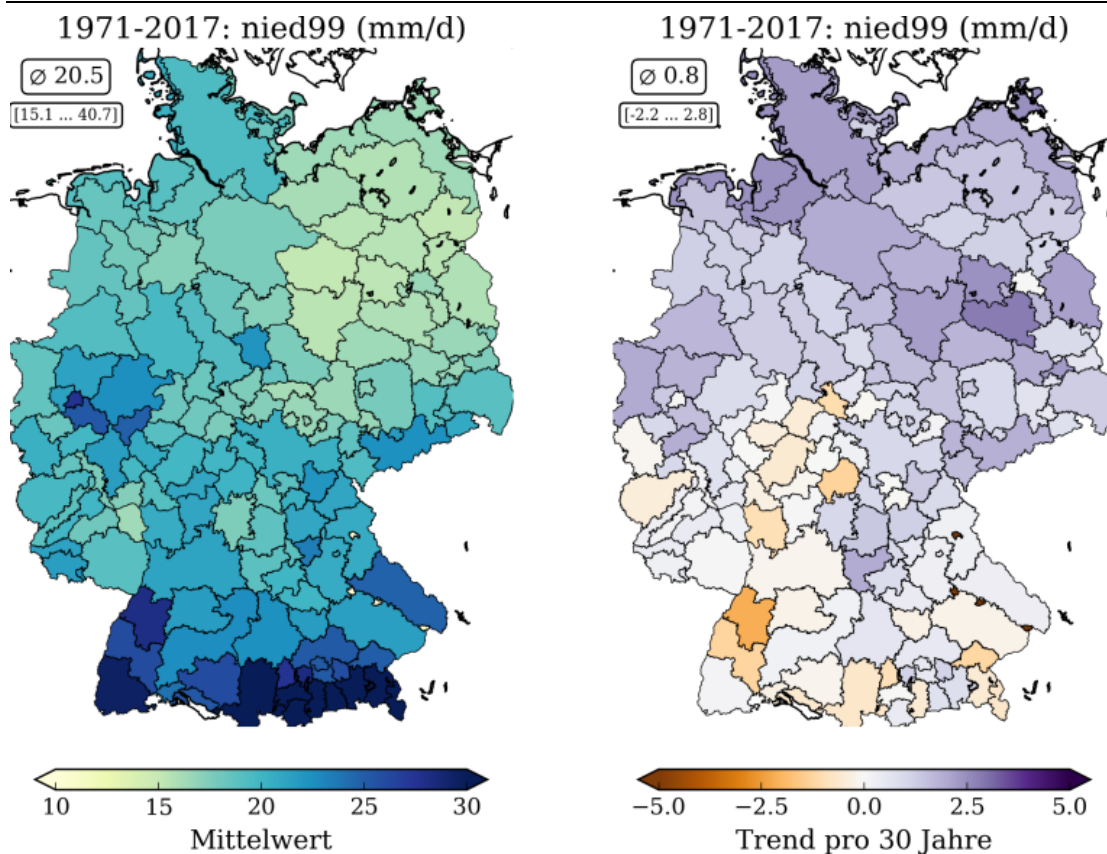 1971-2017: nied99 (mm/d)
∅ 20.5
[15.1 ... 40.7]
10 15 20 25 30
Mittelwert
1971-2017: nied99 (mm/d)
∅ 0.8
[-2.2 ... 2.8]
−5.0 −2.5 0.0 2.5 5.0
Trend pro 30 Jahre